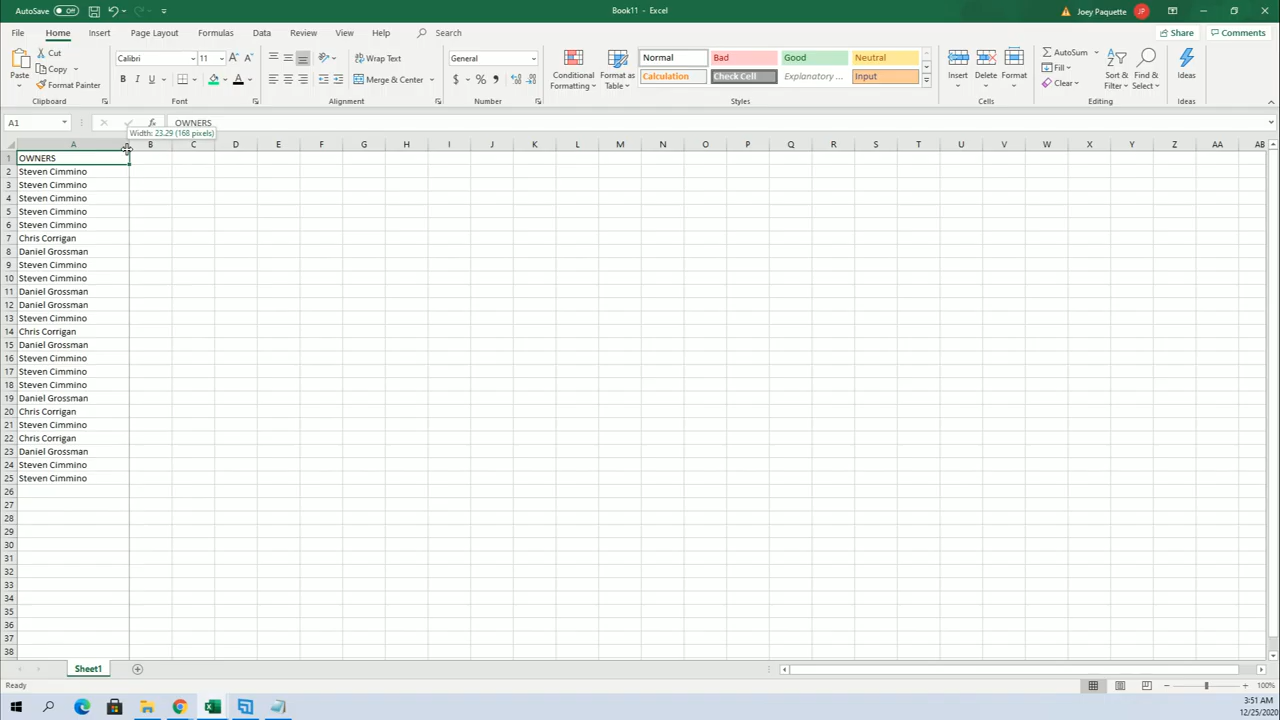 AutoSave Off Book11 - Excel Joey Paquette JP
File Home Insert Page Layout Formulas Data Review View Help Search Share Comments
Paste Cut Copy Format Painter Clipboard
Calibri 11 B I U Font
Wrap Text Merge & Center Alignment
General $ % Number
Conditional Formatting Format as Table
Normal Bad Good Neutral
Calculation Check Cell Explanatory ... Input
Styles
Insert Delete Format Cells
AutoSum Fill Clear Sort & Filter Find & Select Editing
Ideas Ideas
A1 fx OWNERS
Width: 23.29 (168 pixels)
A B C D E F G H I J K L M N O P Q R S T U V W X Y Z AA AB
1 OWNERS
2 Steven Cimmino
3 Steven Cimmino
4 Steven Cimmino
5 Steven Cimmino
6 Steven Cimmino
7 Chris Corrigan
8 Daniel Grossman
9 Steven Cimmino
10 Steven Cimmino
11 Daniel Grossman
12 Daniel Grossman
13 Steven Cimmino
14 Chris Corrigan
15 Daniel Grossman
16 Steven Cimmino
17 Steven Cimmino
18 Steven Cimmino
19 Daniel Grossman
20 Chris Corrigan
21 Steven Cimmino
22 Chris Corrigan
23 Daniel Grossman
24 Steven Cimmino
25 Steven Cimmino
26
27
28
29
30
31
32
33
34
35
36
37
38
Sheet1
Ready 100%
3:51 AM
12/25/2020